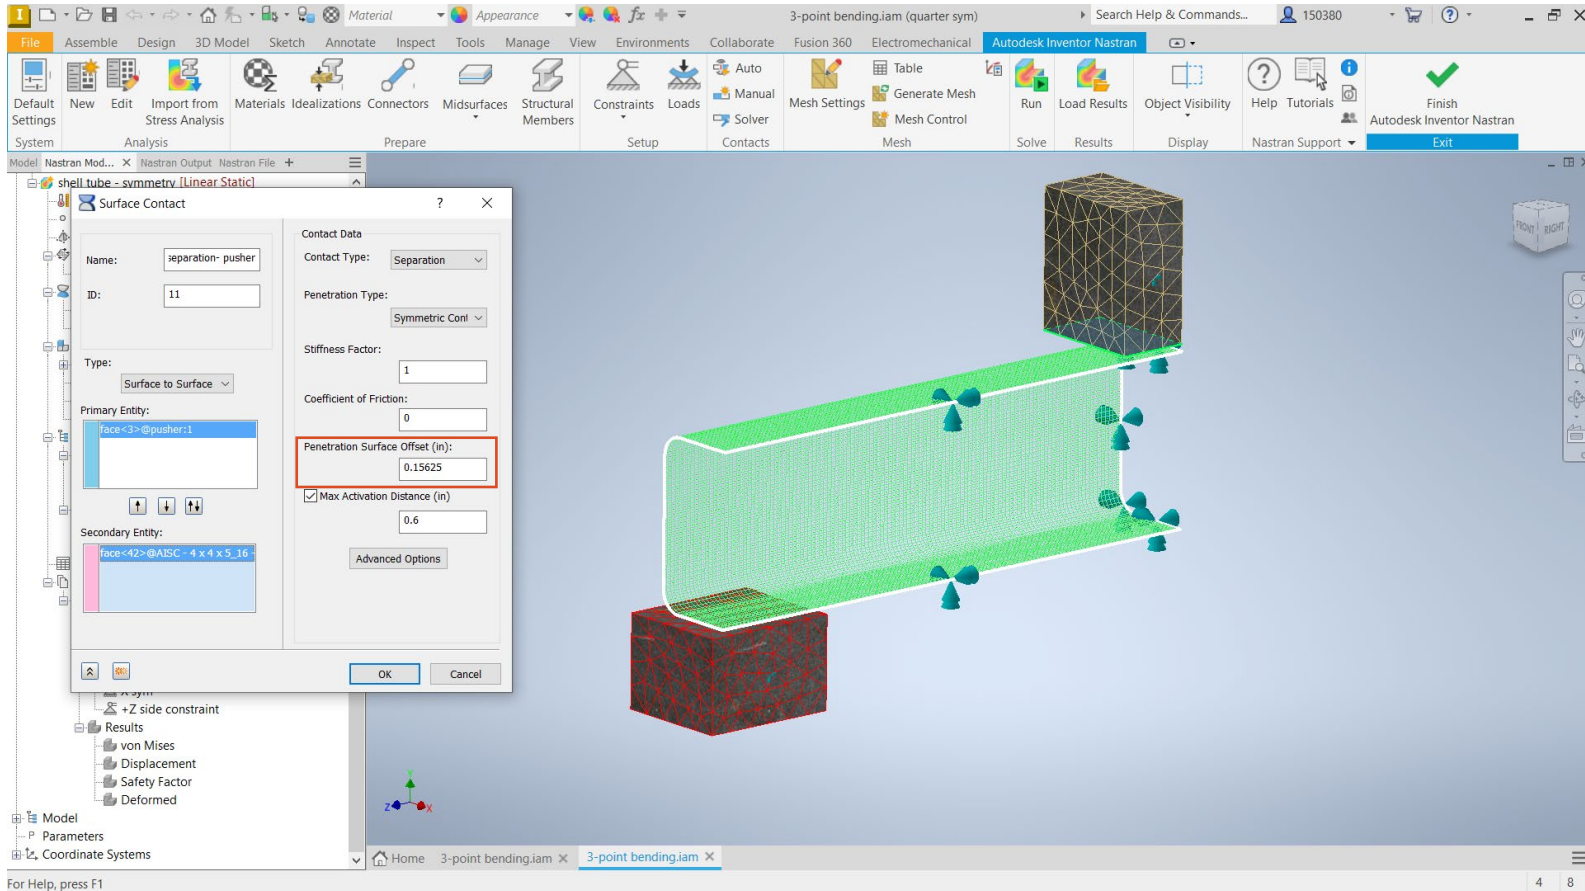 Material
Appearance
fx
3-point bending.iam (quarter sym)
Search Help & Commands...
150380
File
Assemble
Design
3D Model
Sketch
Annotate
Inspect
Tools
Manage
View
Environments
Collaborate
Fusion 360
Electromechanical
Autodesk Inventor Nastran
Default Settings
New
Edit
Import from Stress Analysis
Materials
Idealizations
Connectors
Midsurfaces
Structural Members
Constraints
Loads
Auto
Manual
Solver
Mesh Settings
Table
Generate Mesh
Mesh Control
Run
Load Results
Object Visibility
Help
Tutorials
Finish
Autodesk Inventor Nastran
System
Analysis
Prepare
Setup
Contacts
Mesh
Solve
Results
Display
Nastran Support
Exit
Model
Nastran Mod...
Nastran Output
Nastran File
shell tube - symmetry [Linear Static]
Surface Contact
Name:
separation- pusher
ID:
11
Type:
Surface to Surface
Primary Entity:
face<3>@pusher:1
Secondary Entity:
face<42>@AISC - 4 x 4 x 5_16 -
Contact Data
Contact Type:
Separation
Penetration Type:
Symmetric Cont
Stiffness Factor:
1
Coefficient of Friction:
0
Penetration Surface Offset (in):
0.15625
Max Activation Distance (in)
0.6
Advanced Options
OK
Cancel
X sym
+Z side constraint
Results
von Mises
Displacement
Safety Factor
Deformed
Model
P Parameters
Coordinate Systems
FRONT
RIGHT
Y
Z
X
Home
3-point bending.iam
3-point bending.iam
For Help, press F1
4
8